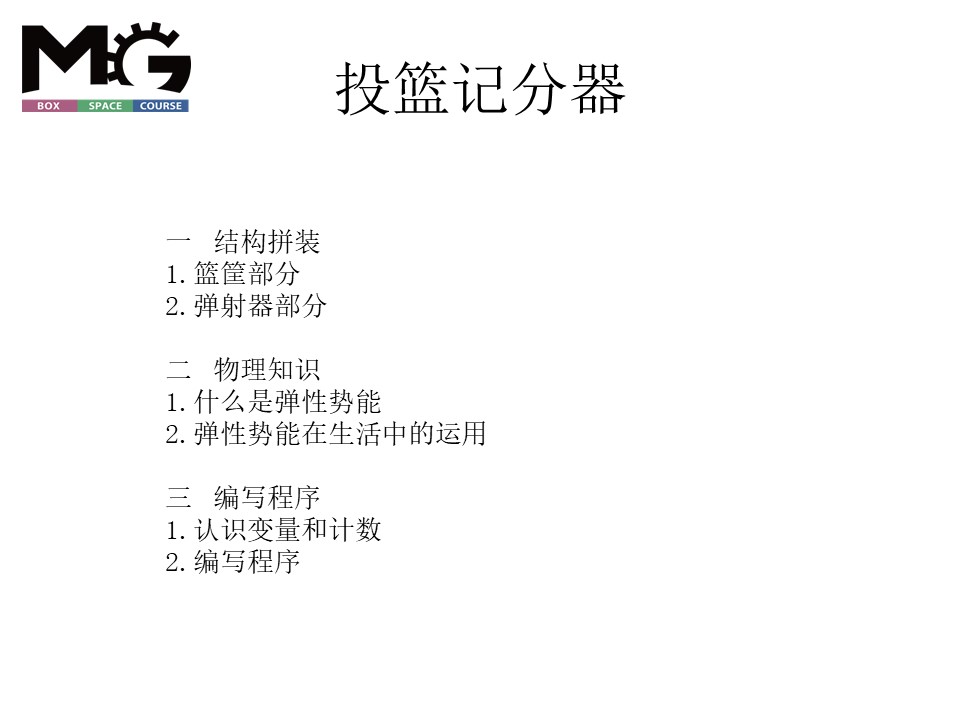 MG
BOX SPACE COURSE
投篮记分器
一 结构拼装
1.篮筐部分
2.弹射器部分
二 物理知识
1.什么是弹性势能
2.弹性势能在生活中的运用
三 编写程序
1.认识变量和计数
2.编写程序